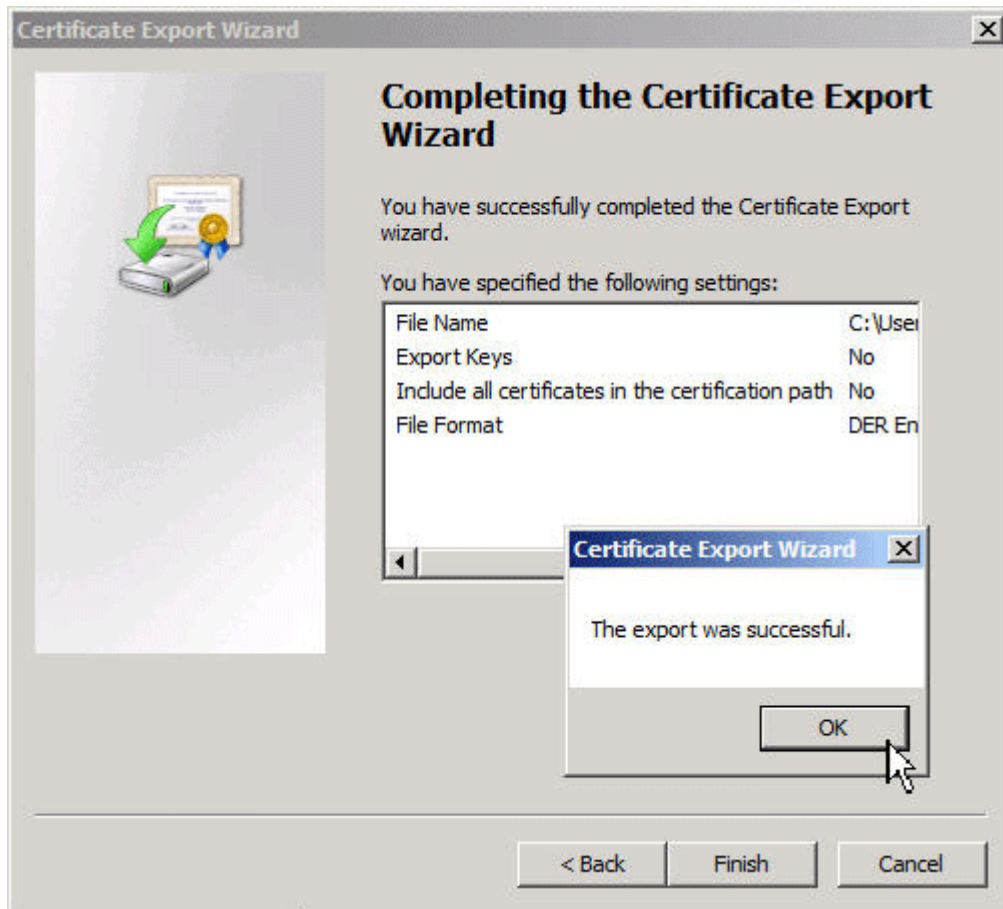 Certificate Export Wizard
Completing the Certificate Export
Wizard
You have successfully completed the Certificate Export
wizard.
You have specified the following settings:
File Name C:\User
Export Keys No
Include all certificates in the certification path No
File Format DER En
Certificate Export Wizard
The export was successful.
OK
< Back Finish Cancel